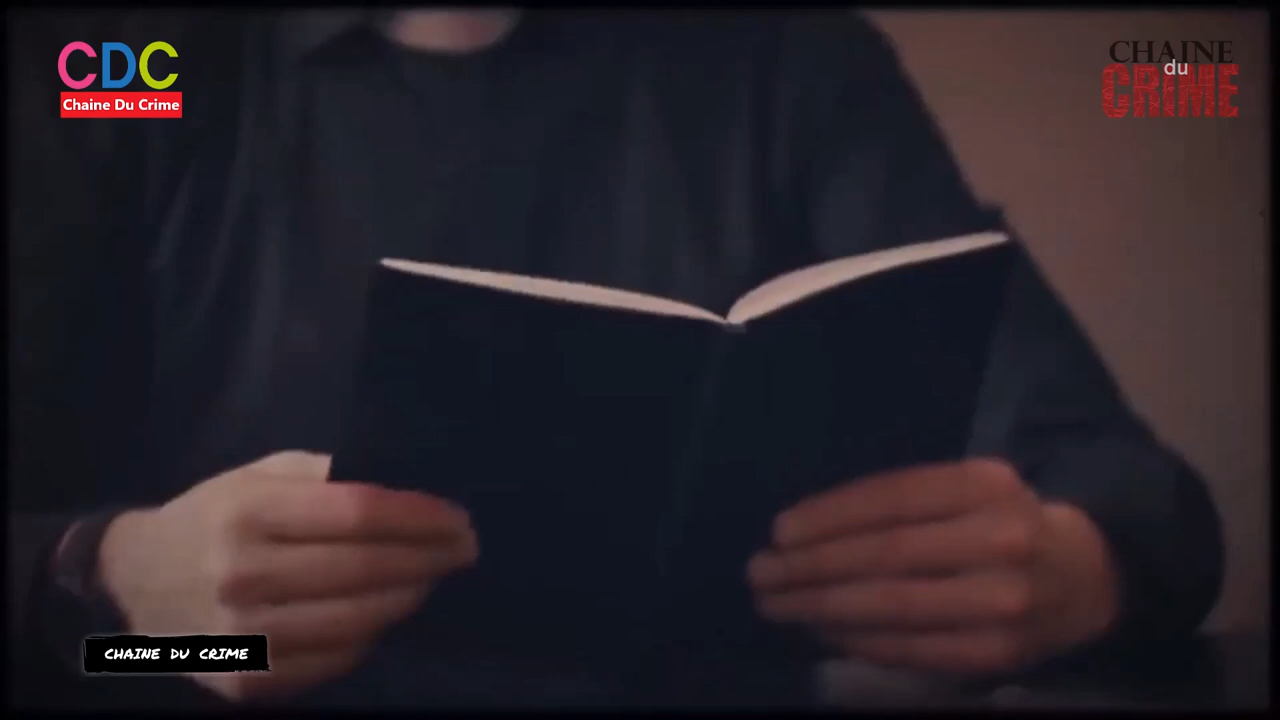 CDC
Chaine Du Crime
CHAINE
du
CRIME
CHAINE DU CRIME